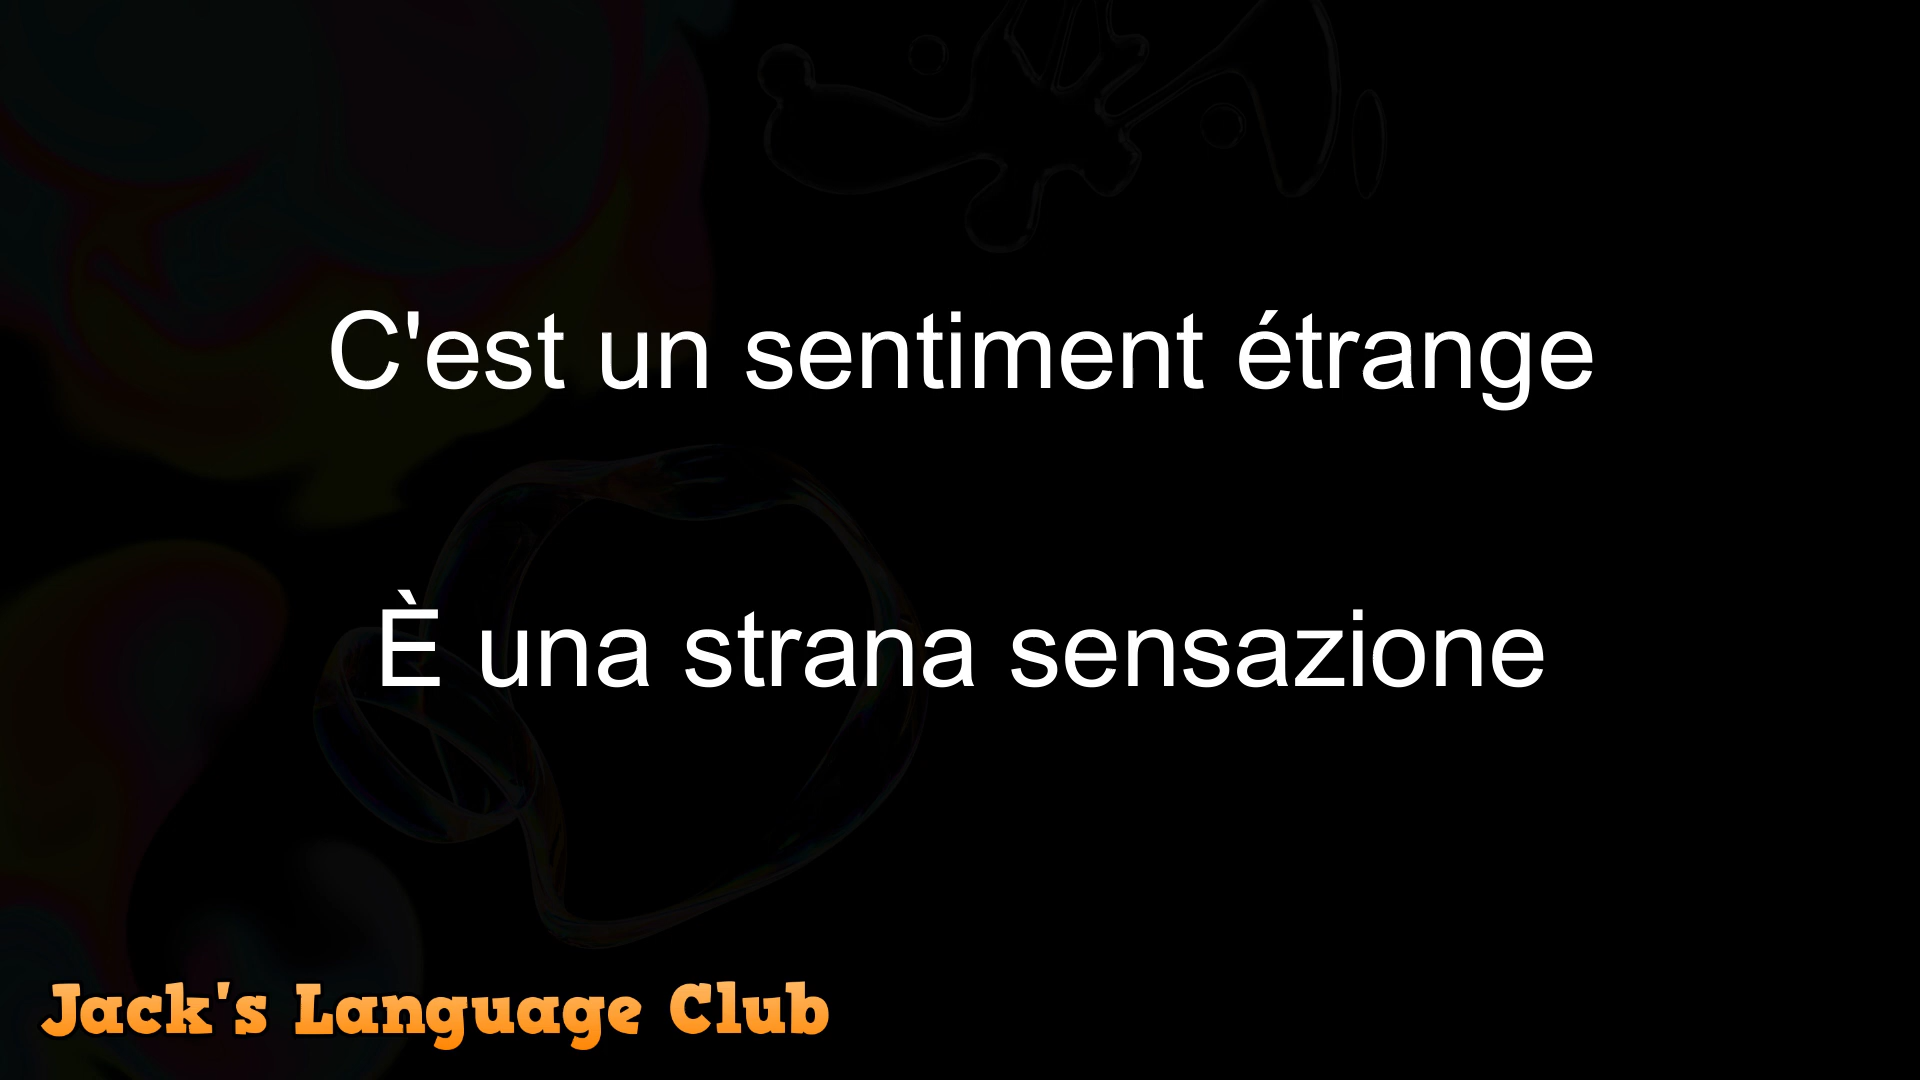 C'est un sentiment étrange
È una strana sensazione
Jack's Language Club